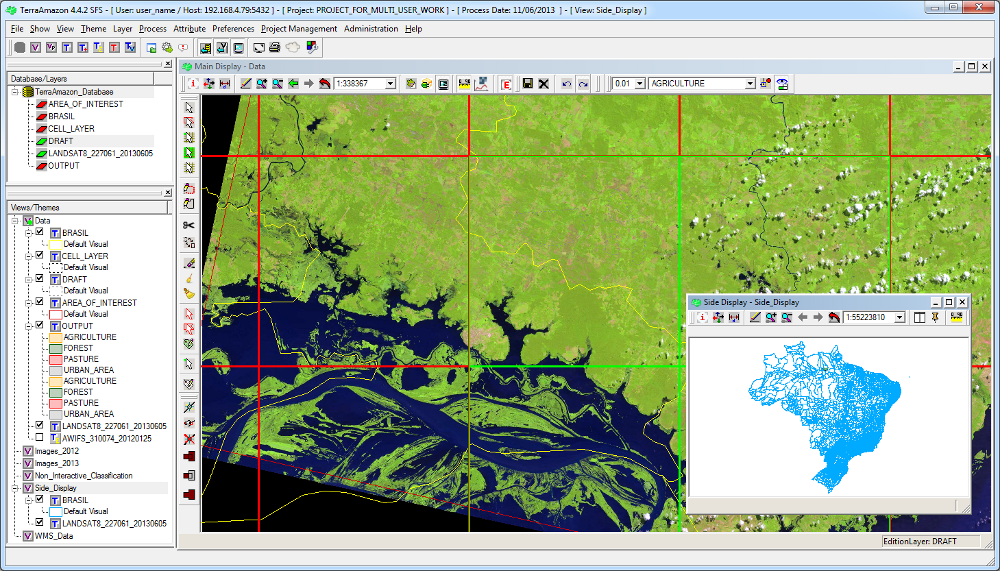 TerraAmazon 4.4.2 SFS - [ User: user_name / Host: 192.168.4.79:5432 ] - [ Project: PROJECT_FOR_MULTI_USER_WORK ] - [ Process Date: 11/06/2013 ] - [ View: Side_Display ]
File Show View Theme Layer Process Attribute Preferences Project Management Administration Help
Database/Layers
TerraAmazon_Database
AREA_OF_INTEREST
BRASIL
CELL_LAYER
DRAFT
LANDSAT8_227061_20130605
OUTPUT
Views/Themes
Data
BRASIL
Default Visual
CELL_LAYER
Default Visual
DRAFT
Default Visual
AREA_OF_INTEREST
Default Visual
OUTPUT
AGRICULTURE
FOREST
PASTURE
URBAN_AREA
AGRICULTURE
FOREST
PASTURE
URBAN_AREA
LANDSAT8_227061_20130605
AWIFS_310074_20120125
Images_2012
Images_2013
Non_Interactive_Classification
Side_Display
BRASIL
Default Visual
LANDSAT8_227061_20130605
WMS_Data
Main Display - Data
1:338367
0.01
AGRICULTURE
Side Display - Side_Display
1:55223810
EditionLayer: DRAFT